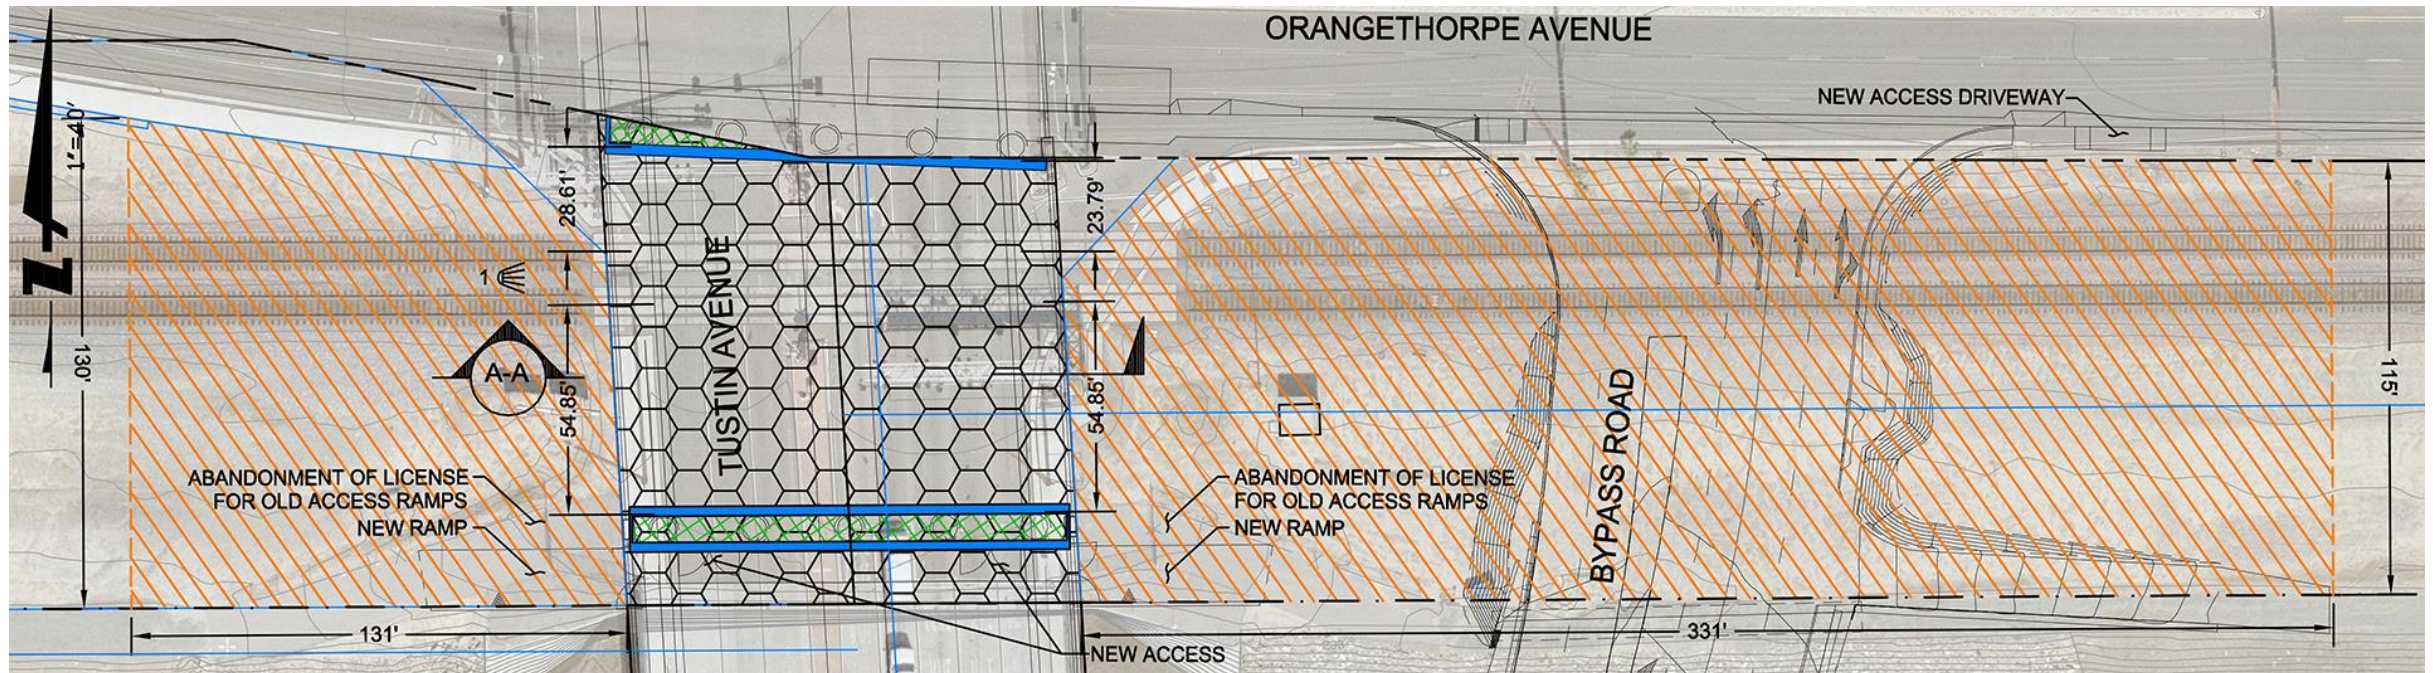 ORANGETHORPE AVENUE
NEW ACCESS DRIVEWAY
1"=40'
28.61'
23.79'
TUSTIN AVENUE
1
130'
A-A
54.85'
54.85'
115'
BYPASS ROAD
ABANDONMENT OF LICENSE
FOR OLD ACCESS RAMPS
NEW RAMP
ABANDONMENT OF LICENSE
FOR OLD ACCESS RAMPS
NEW RAMP
131'
331'
NEW ACCESS
Z